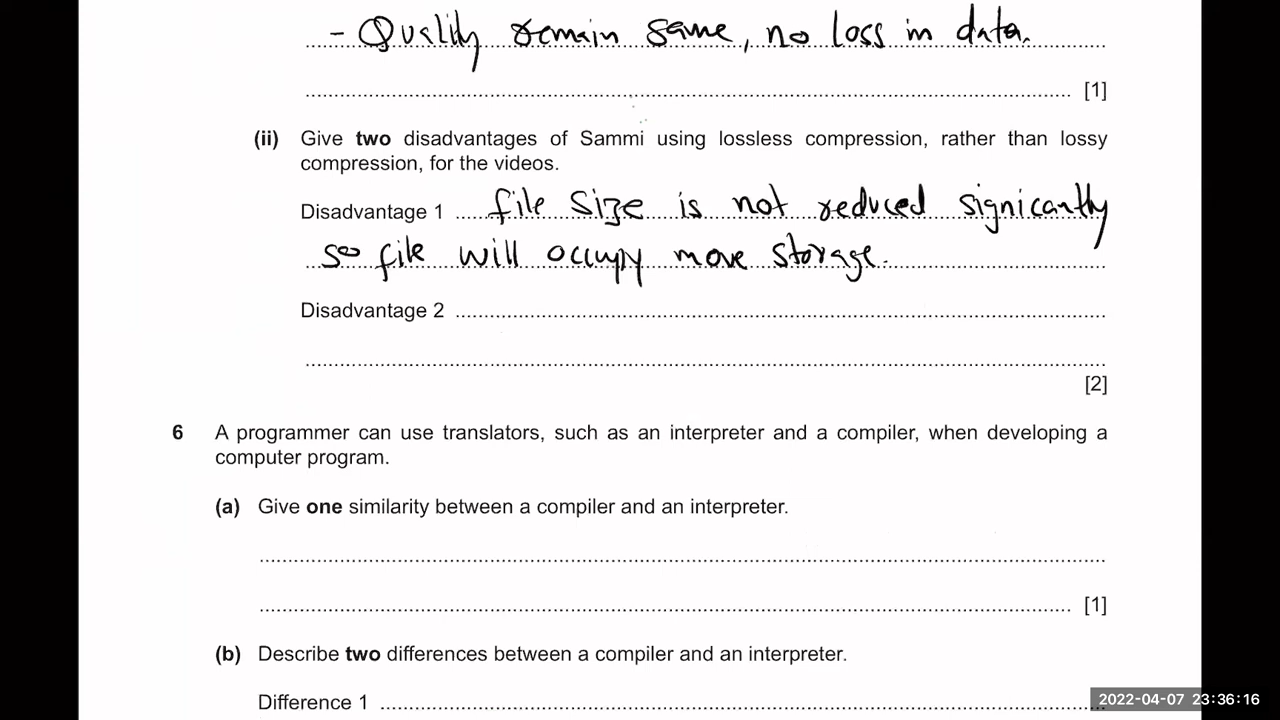 - Quality remain same, no loss in data.
[1]
(ii) Give two disadvantages of Sammi using lossless compression, rather than lossy
compression, for the videos.
Disadvantage 1 file size is not reduced signicantly
so file will occupy more storage.
Disadvantage 2
[2]
6 A programmer can use translators, such as an interpreter and a compiler, when developing a
computer program.
(a) Give one similarity between a compiler and an interpreter.
[1]
(b) Describe two differences between a compiler and an interpreter.
Difference 1
2022-04-07 23:36:16